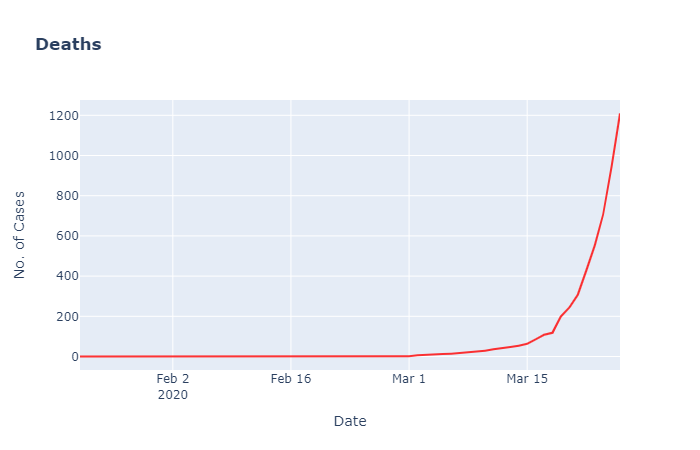 Deaths
No. of Cases
1200
1000
800
600
400
200
0
Feb 2
2020
Feb 16
Mar 1
Mar 15
Date